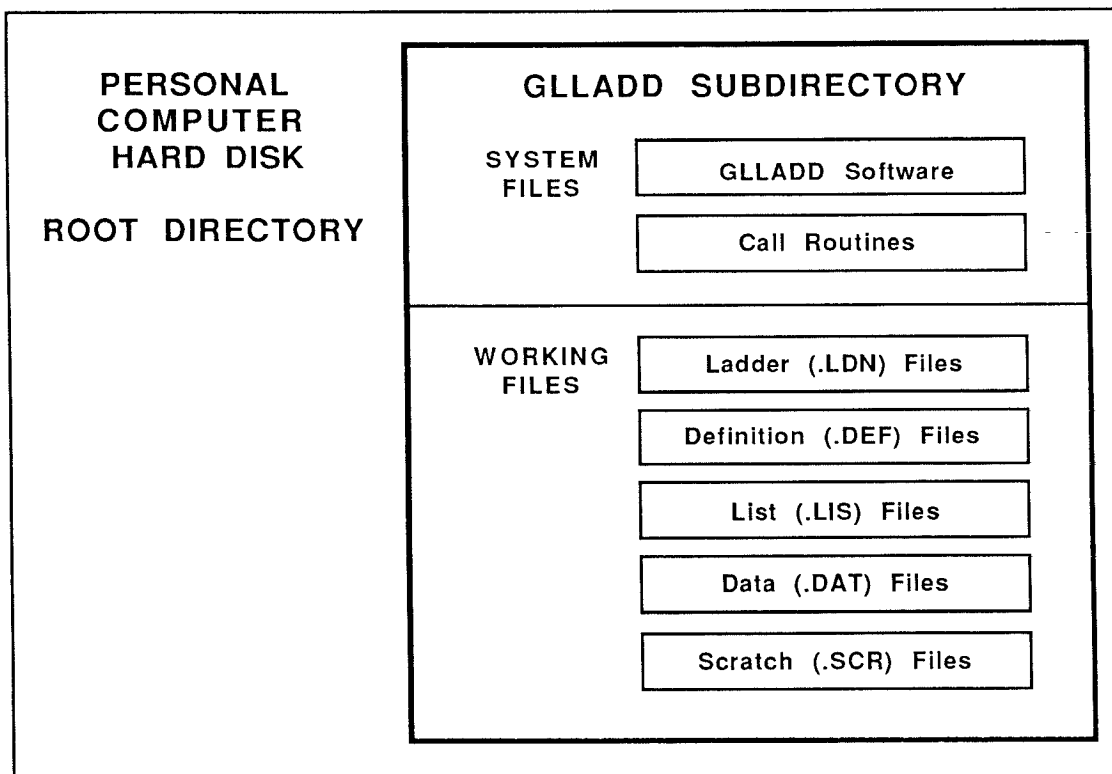 PERSONAL
COMPUTER
HARD DISK
ROOT DIRECTORY
GLLADD SUBDIRECTORY
SYSTEM
FILES
GLLADD Software
Call Routines
WORKING
FILES
Ladder (.LDN) Files
Definition (.DEF) Files
List (.LIS) Files
Data (.DAT) Files
Scratch (.SCR) Files